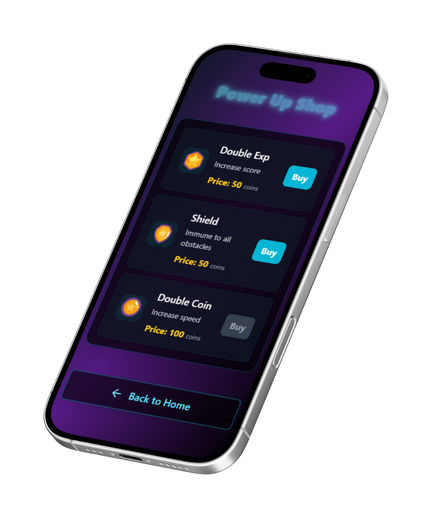 Power Up Shop
Double Exp
Increase score
Price: 50 coins
Buy
Shield
Immune to all
obstacles
Price: 50 coins
Buy
Double Coin
Increase speed
Price: 100 coins
Buy
← Back to Home